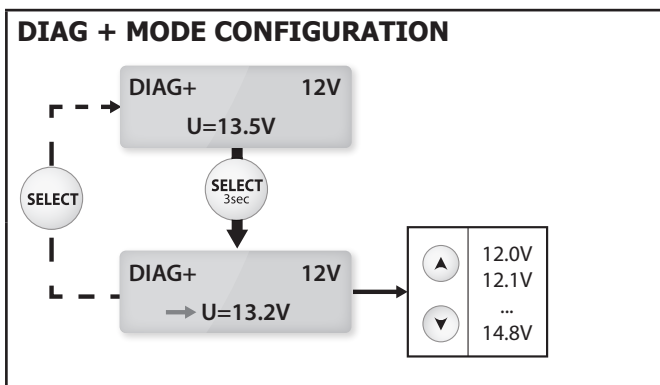 DIAG + MODE CONFIGURATION
DIAG+ 12V
U=13.5V
SELECT
SELECT
3sec
DIAG+ 12V
U=13.2V
12.0V
12.1V
...
14.8V